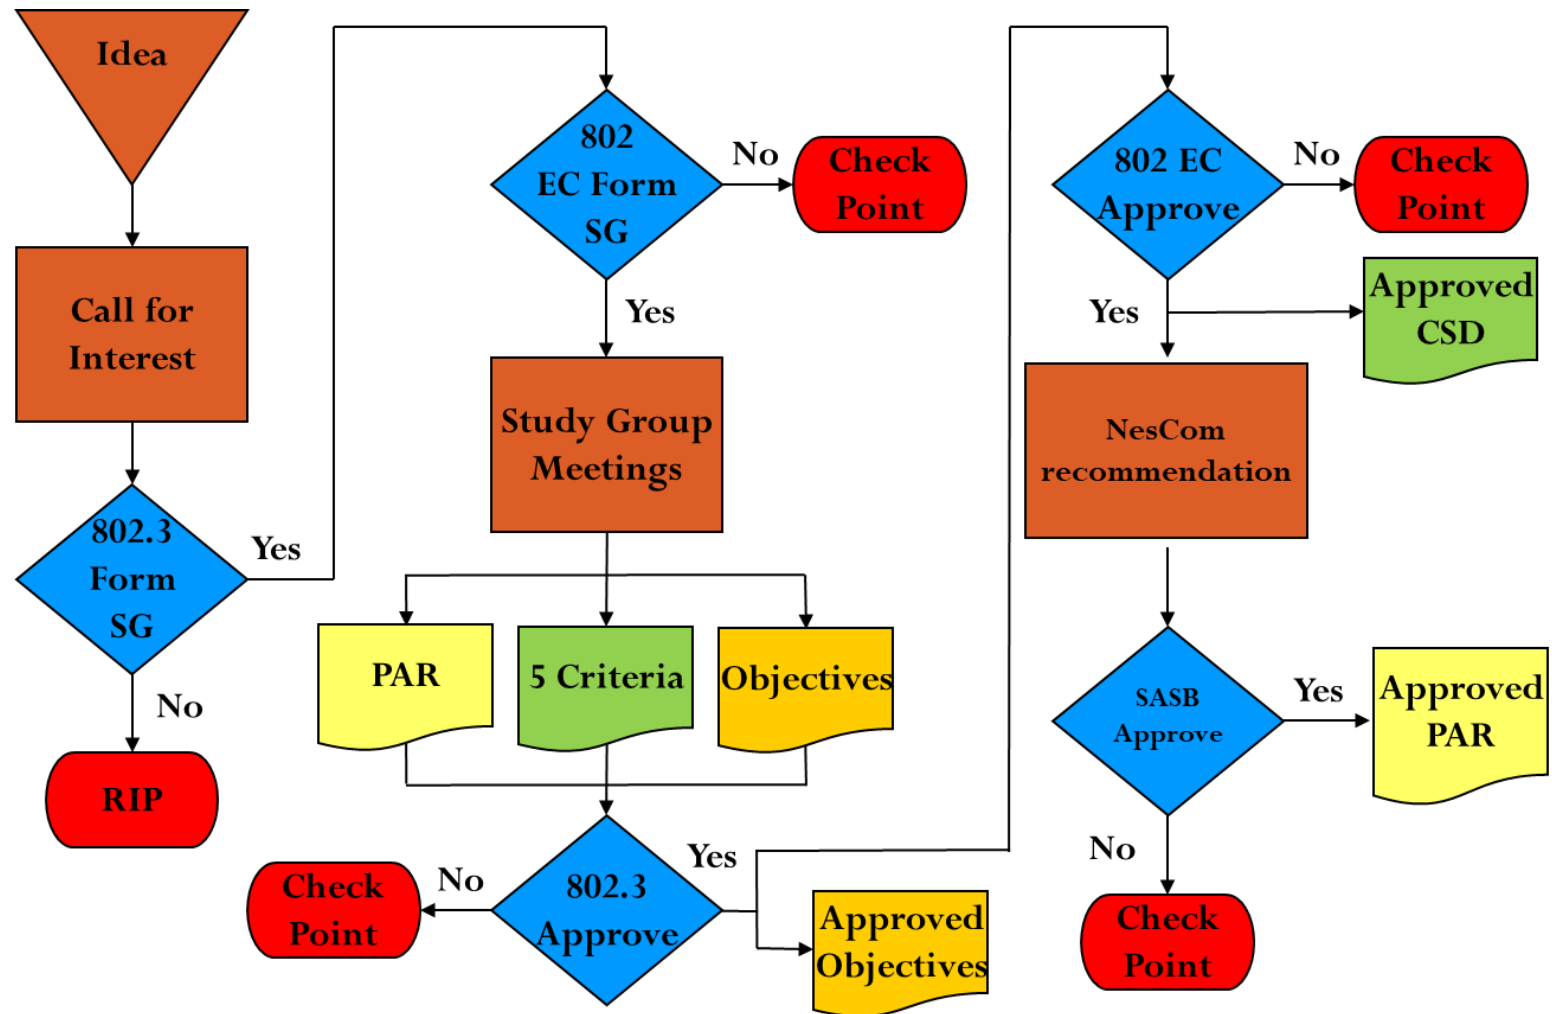 Idea
Call for
Interest
802.3
Form
SG
Yes
No
RIP
802
EC Form
SG
No
Check
Point
Yes
Study Group
Meetings
PAR
5 Criteria
Objectives
802.3
Approve
No
Check
Point
Yes
Approved
Objectives
802 EC
Approve
No
Check
Point
Yes
Approved
CSD
NesCom
recommendation
SASB
Approve
Yes
Approved
PAR
No
Check
Point